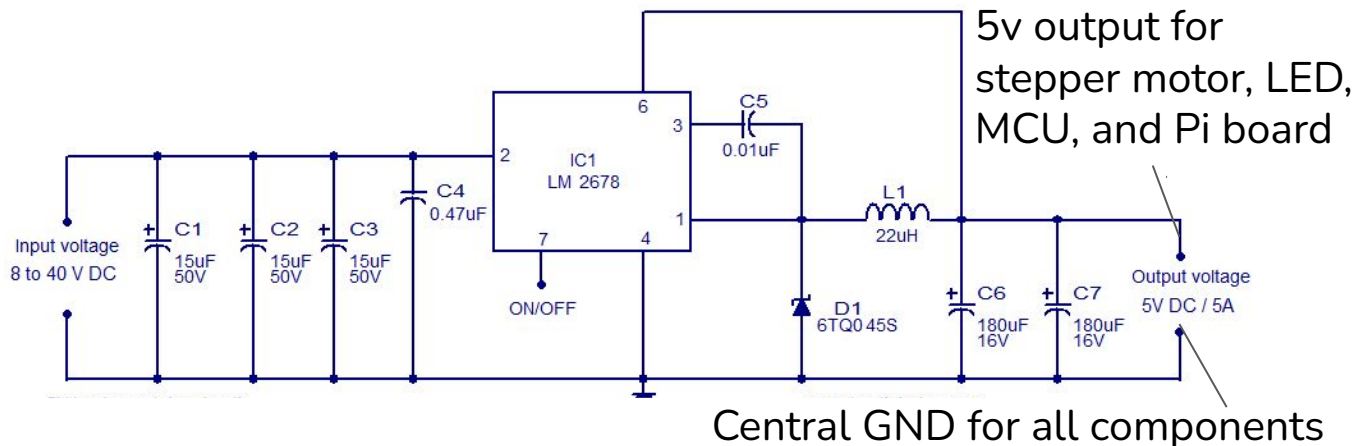 5v output for
stepper motor, LED,
MCU, and Pi board
6
3
C5
0.01uF
2
IC1
LM 2678
C4
0.47uF
L1
22uH
1
Input voltage
8 to 40 V DC
C1
15uF
50V
C2
15uF
50V
C3
15uF
50V
7
4
ON/OFF
D1
6TQ045S
C6
180uF
16V
C7
180uF
16V
Output voltage
5V DC / 5A
Central GND for all components